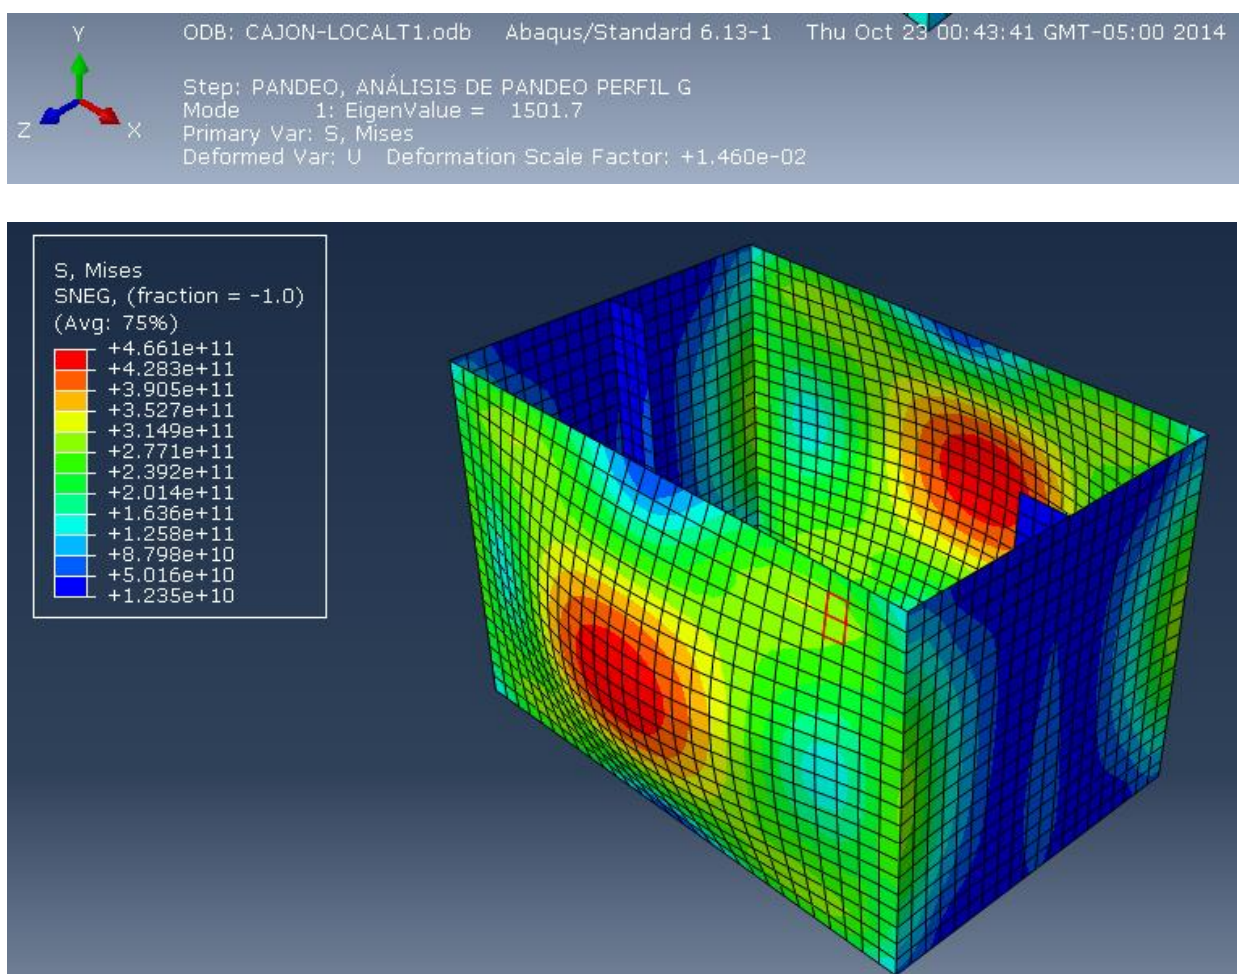 Y
Z
X
ODB: CAJON-LOCALT1.odb Abaqus/Standard 6.13-1 Thu Oct 23 00:43:41 GMT-05:00 2014
Step: PANDEO, ANÁLISIS DE PANDEO PERFIL G
Mode 1: EigenValue = 1501.7
Primary Var: S, Mises
Deformed Var: U Deformation Scale Factor: +1.460e-02
S, Mises
SNEG, (fraction = -1.0)
(Avg: 75%)
+4.661e+11
+4.283e+11
+3.905e+11
+3.527e+11
+3.149e+11
+2.771e+11
+2.392e+11
+2.014e+11
+1.636e+11
+1.258e+11
+8.798e+10
+5.016e+10
+1.235e+10